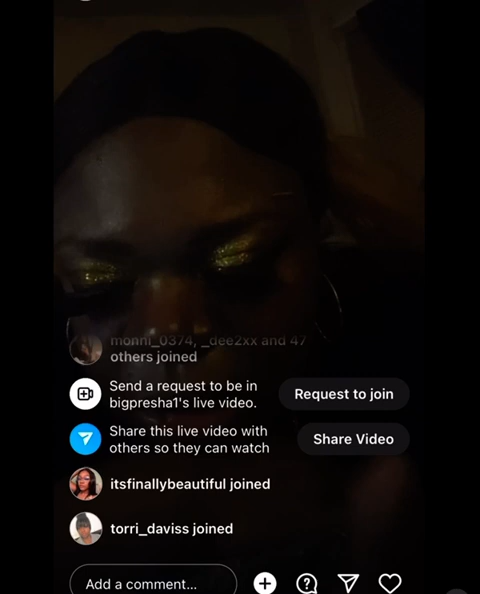 monni_0374, _dee2xx and 47
others joined
Send a request to be in
bigpresha1's live video.
Request to join
Share this live video with
others so they can watch
Share Video
itsfinallybeautiful joined
torri_daviss joined
Add a comment...